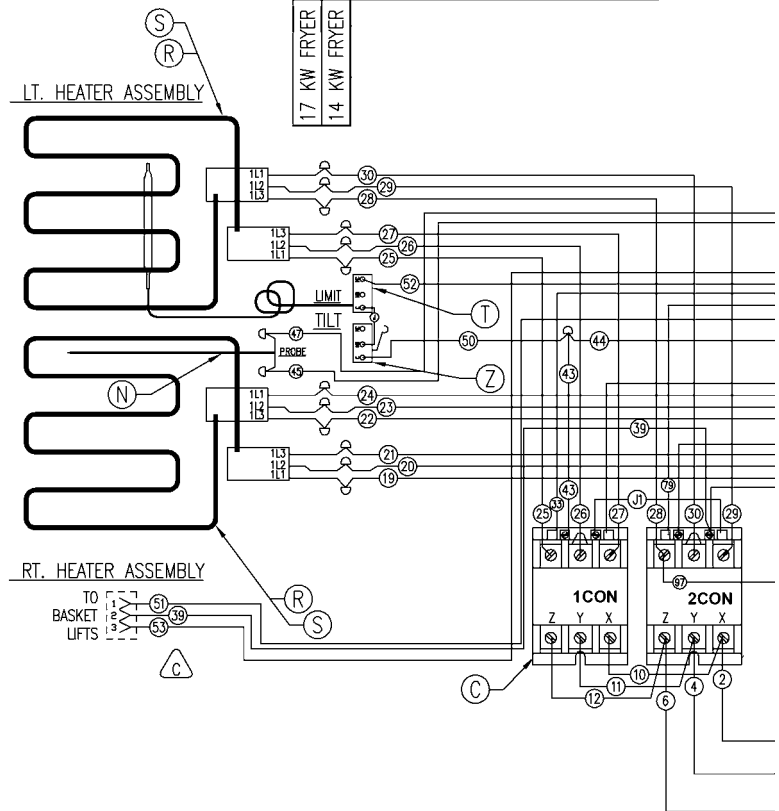 17 KW FRYER
14 KW FRYER
S
R
LT. HEATER ASSEMBLY
1L1 30
1L2 29
1L3 28
1L3 27
1L2 26
1L1 25
LIMIT
52
T
TILT
47
50
44
PROBE
45
43
Z
N
1L1 24
1L2 23
1L3 22
39
1L3 21
1L2 20
1L1 19
43
79
J1
33
25 26 27 28 30 29
RT. HEATER ASSEMBLY
R
S
TO
BASKET
LIFTS
1 51
2 39
3 53
C
97
1CON 2CON
Z Y X Z Y X
C
12 11 10 6 4 2